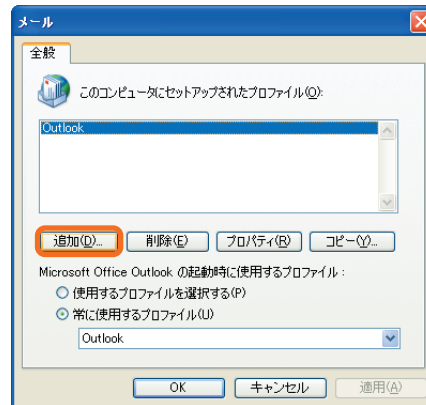 メール
全般
このコンピュータにセットアップされたプロファイル(O):
Outlook
追加(D)... 削除(E) プロパティ(R) コピー(Y)...
Microsoft Office Outlook の起動時に使用するプロファイル :
使用するプロファイルを選択する(P)
常に使用するプロファイル(U)
Outlook
OK キャンセル 適用(A)